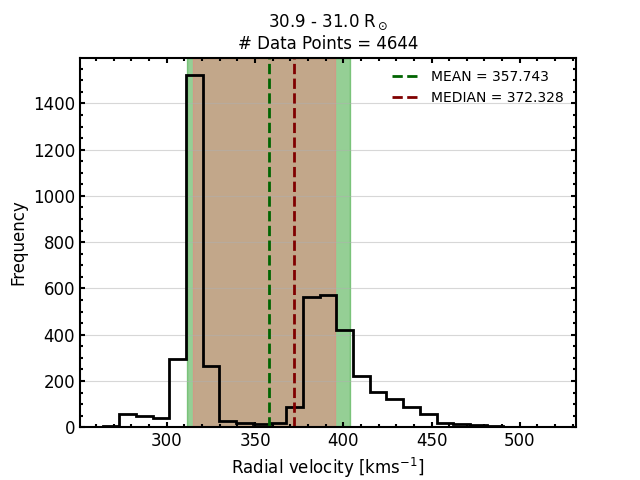 30.9 - 31.0 R⊙
# Data Points = 4644
MEAN = 357.743
MEDIAN = 372.328
1400
1200
1000
800
600
400
200
0
Frequency
300 350 400 450 500
Radial velocity [kms⁻¹]